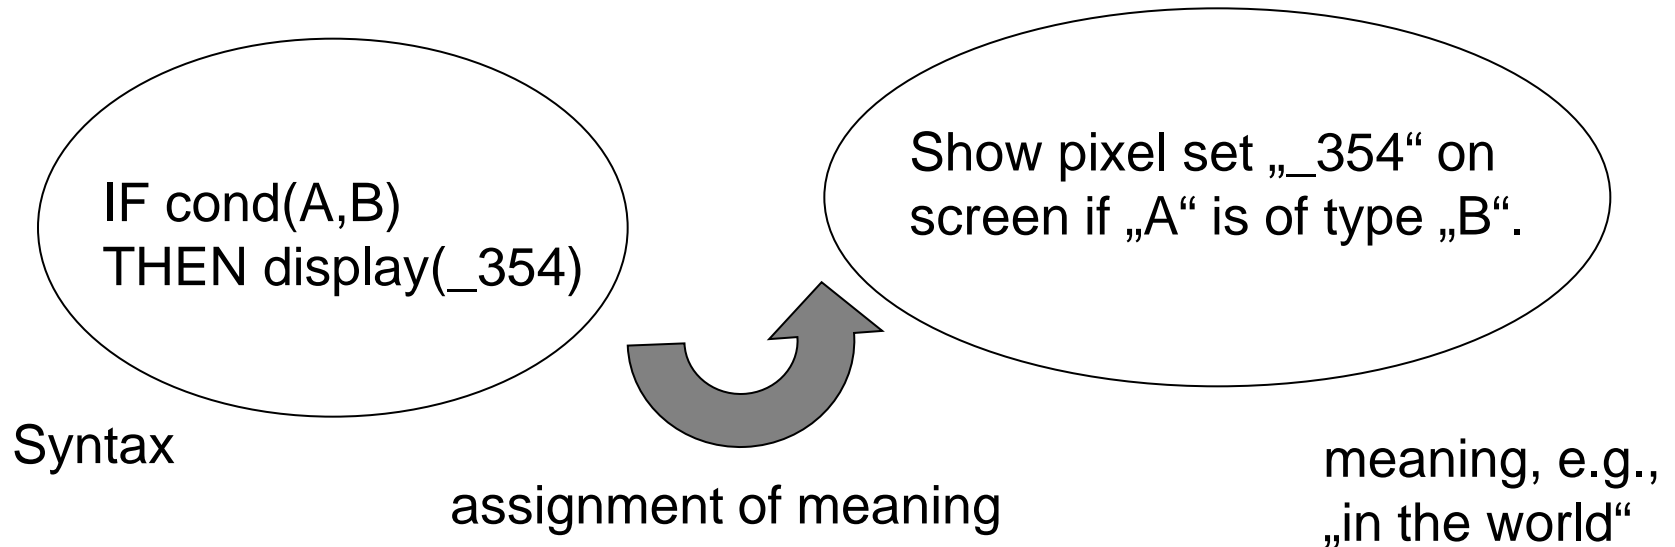 IF cond(A,B)
THEN display(_354)
Show pixel set „_354“ on
screen if „A“ is of type „B“.
Syntax
assignment of meaning
meaning, e.g.,
„in the world“